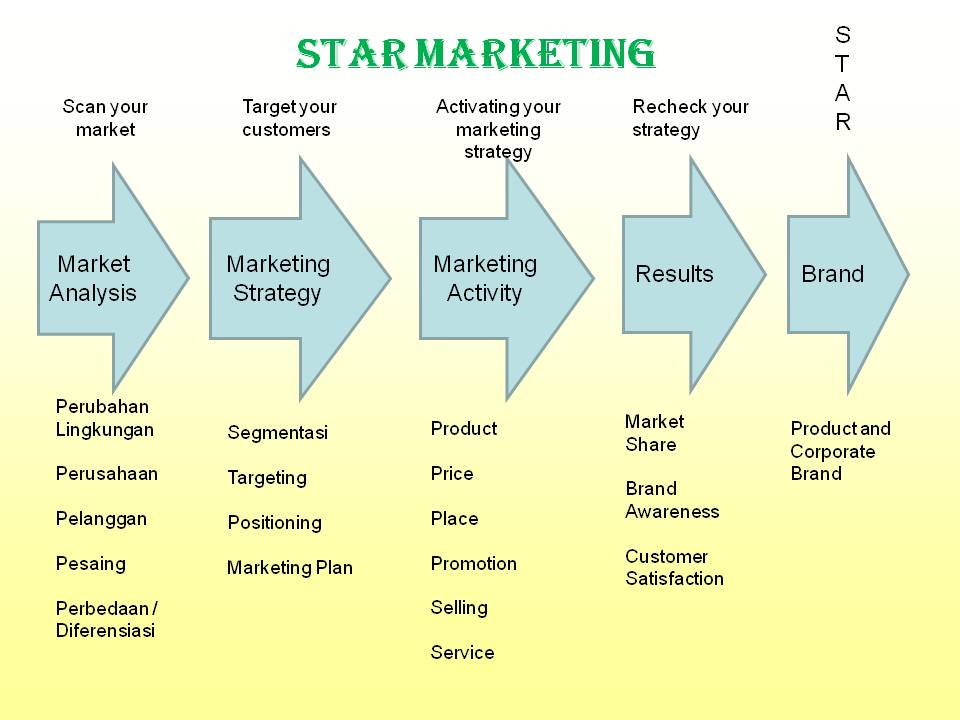 STAR MARKETING
S
T
A
R
Scan your
market
Target your
customers
Activating your
marketing
strategy
Recheck your
strategy
Market
Analysis
Marketing
Strategy
Marketing
Activity
Results
Brand
Perubahan
Lingkungan
Perusahaan
Pelanggan
Pesaing
Perbedaan /
Diferensiasi
Segmentasi
Targeting
Positioning
Marketing Plan
Product
Price
Place
Promotion
Selling
Service
Market
Share
Brand
Awareness
Customer
Satisfaction
Product and
Corporate
Brand